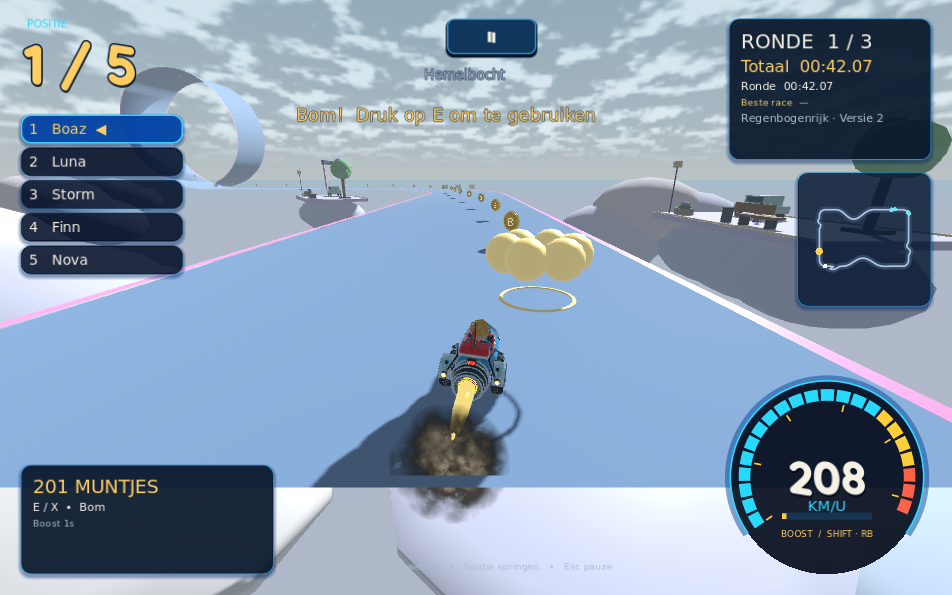 POSITIE
1/5
1 Boaz ◀
2 Luna
3 Storm
4 Finn
5 Nova
Hemelbocht
Bom! Druk op E om te gebruiken
RONDE 1 / 3
Totaal 00:42.07
Ronde 00:42.07
Beste race —
Regenbogenrijk · Versie 2
B
201 MUNTJES
E / X • Bom
Boost 1s
• Spatie springen • Esc pauze
208
KM/U
BOOST / SHIFT · RB